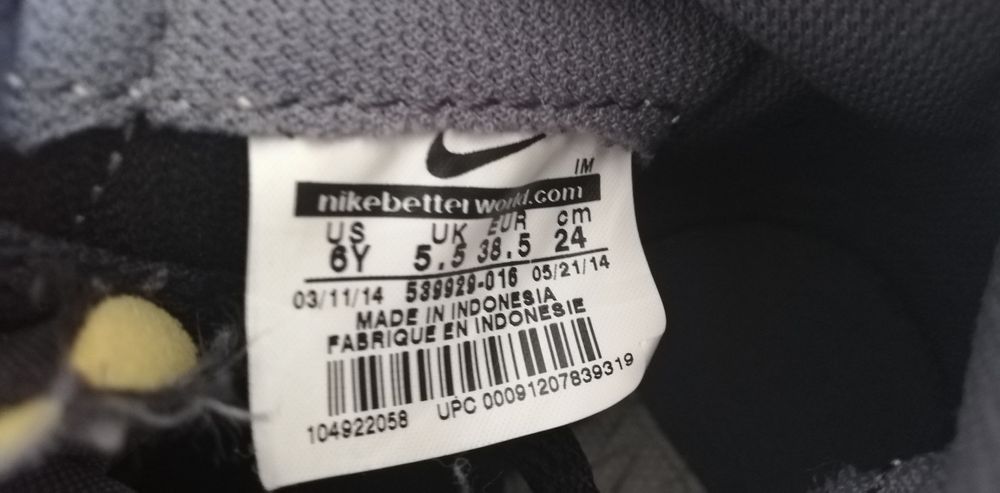 IM
nikebetterworld.com
US UK EUR cm
6Y 5.5 38.5 24
03/11/14 539929-016 05/21/14
MADE IN INDONESIA
FABRIQUE EN INDONESIE
104922058 UPC 00091207839319